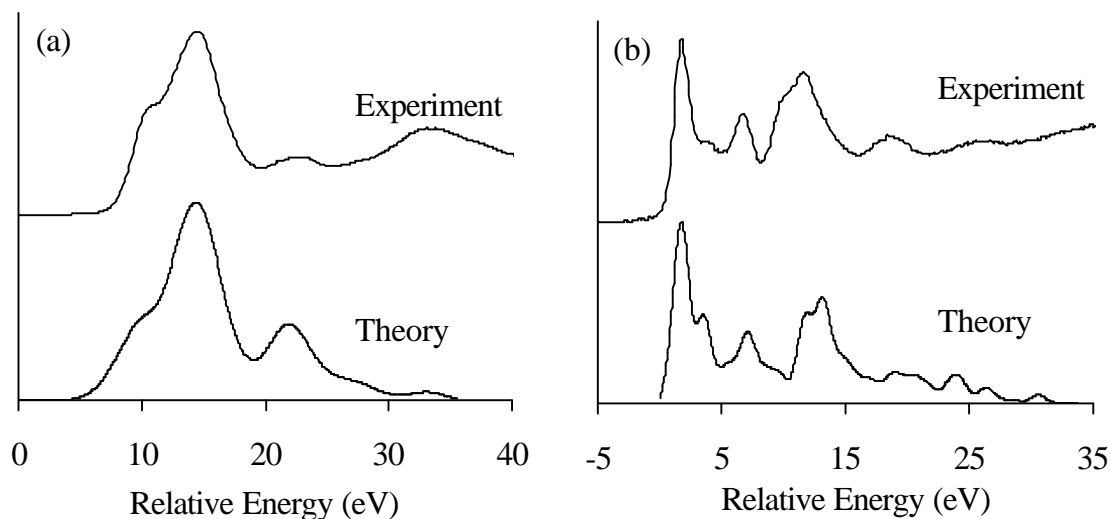 (a)
Experiment
Theory
0 10 20 30 40
Relative Energy (eV)
(b)
Experiment
Theory
-5 5 15 25 35
Relative Energy (eV)